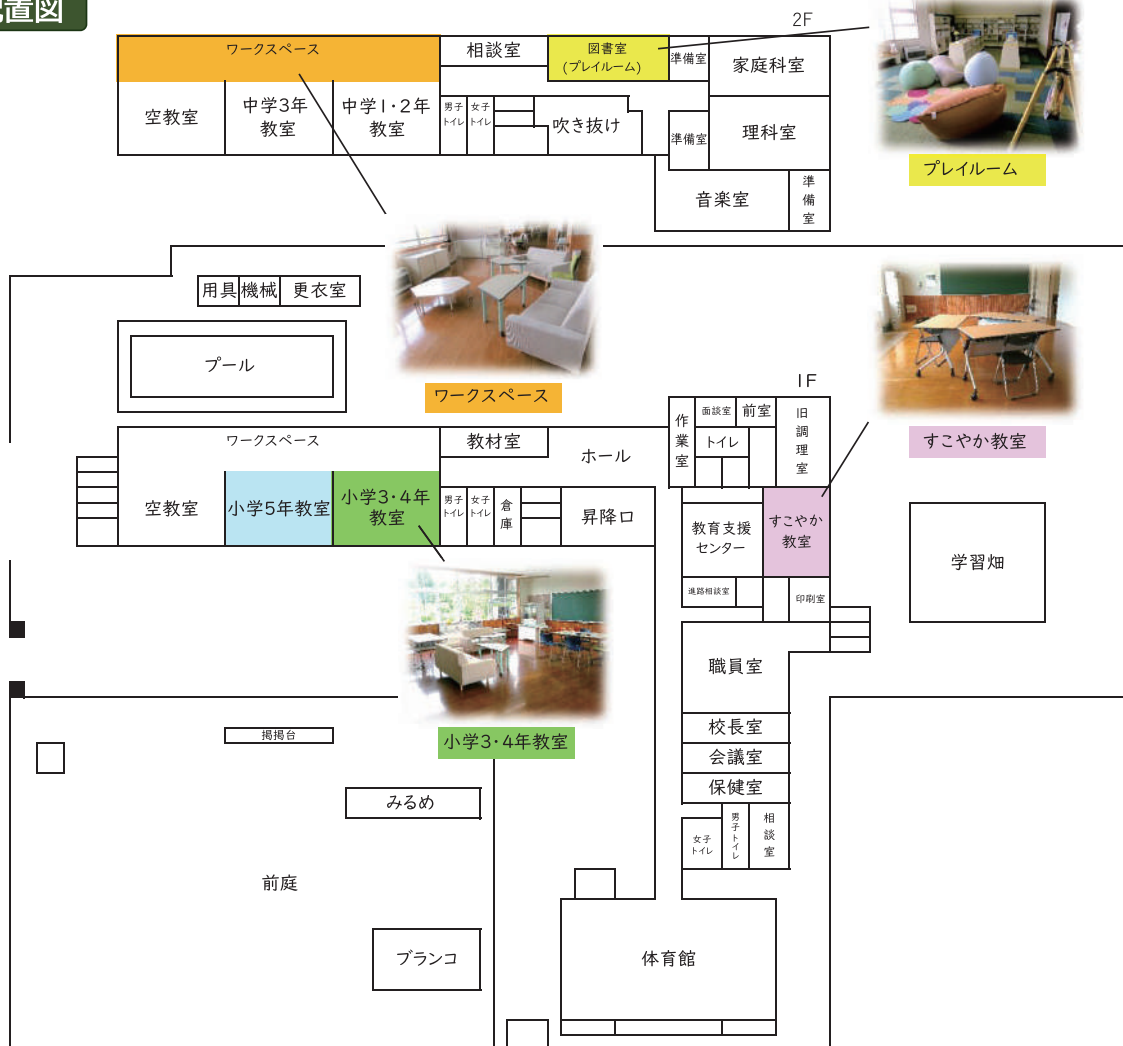 配置図
2F
ワークスペース
相談室
図書室
(プレイルーム)
準備室
家庭科室
空教室
中学3年
教室
中学1・2年
教室
男子
トイレ
女子
トイレ
吹き抜け
準備室
理科室
音楽室
準備室
プレイルーム
用具
機械
更衣室
プール
ワークスペース
1F
ワークスペース
教材室
ホール
作業室
面談室
前室
トイレ
旧調理室
すこやか教室
空教室
小学5年教室
小学3・4年
教室
男子
トイレ
女子
トイレ
倉庫
昇降口
教育支援
センター
すこやか
教室
進路相談室
印刷室
学習畑
職員室
校長室
会議室
保健室
女子
トイレ
男子トイレ
相談室
小学3・4年教室
掲揭台
みるめ
前庭
ブランコ
体育館